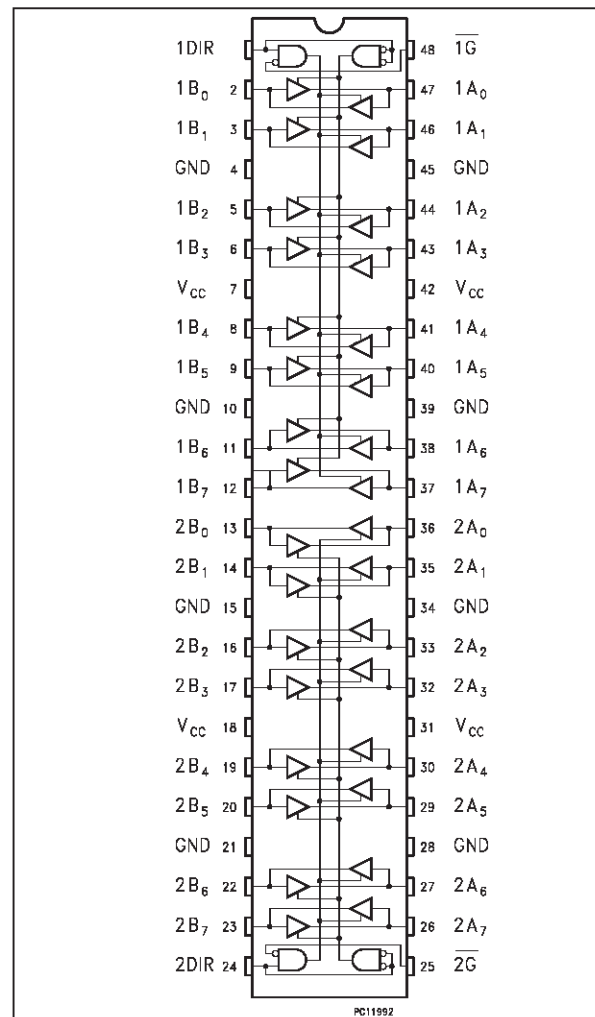 1DIR 48 1G
1B0 2 47 1A0
1B1 3 46 1A1
GND 4 45 GND
1B2 5 44 1A2
1B3 6 43 1A3
VCC 7 42 VCC
1B4 8 41 1A4
1B5 9 40 1A5
GND 10 39 GND
1B6 11 38 1A6
1B7 12 37 1A7
2B0 13 36 2A0
2B1 14 35 2A1
GND 15 34 GND
2B2 16 33 2A2
2B3 17 32 2A3
VCC 18 31 VCC
2B4 19 30 2A4
2B5 20 29 2A5
GND 21 28 GND
2B6 22 27 2A6
2B7 23 26 2A7
2DIR 24 25 2G
PC11992